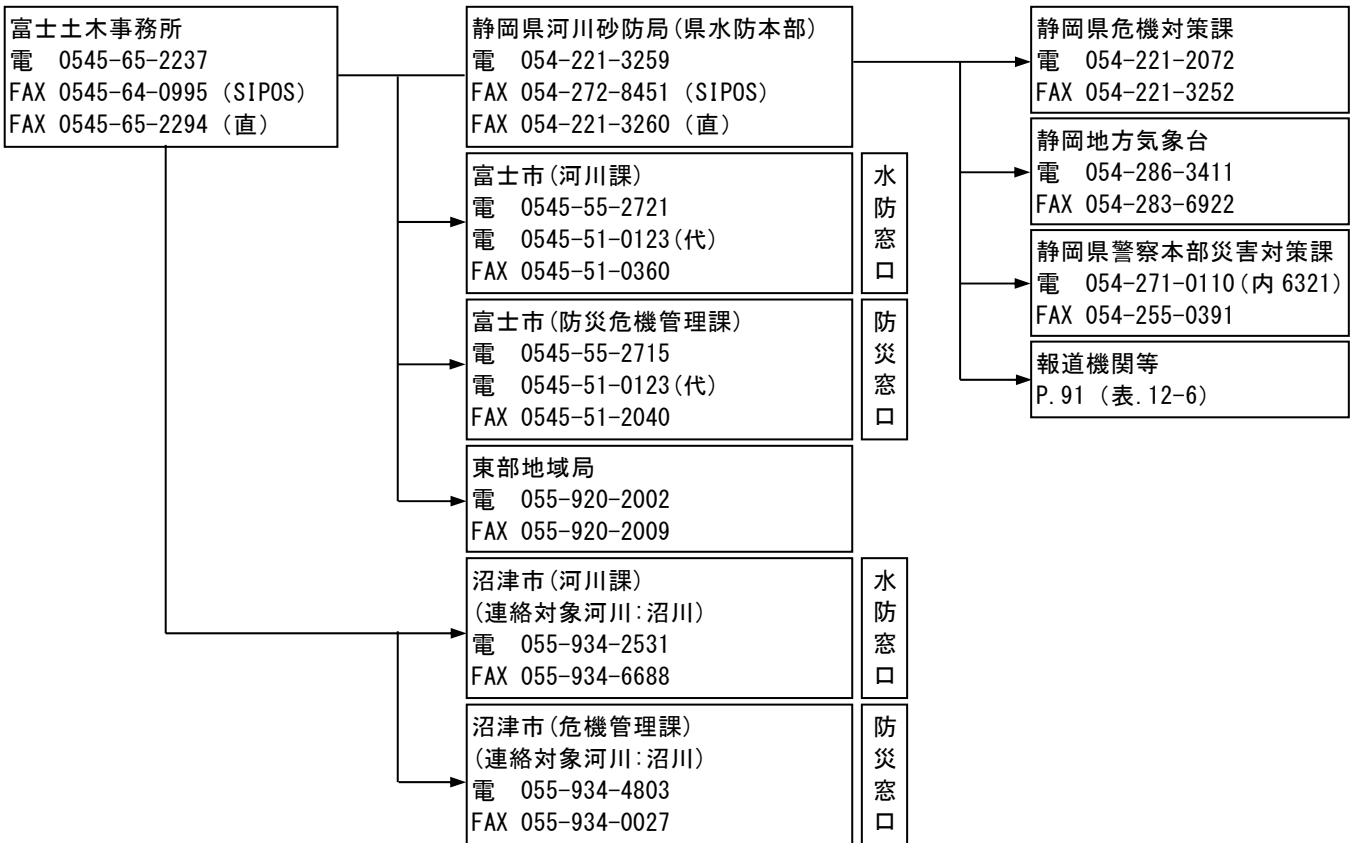 富士土木事務所
電 0545-65-2237
FAX 0545-64-0995 (SIPOS)
FAX 0545-65-2294 (直)
静岡県河川砂防局(県水防本部)
電 054-221-3259
FAX 054-272-8451 (SIPOS)
FAX 054-221-3260 (直)
富士市(河川課)
電 0545-55-2721
電 0545-51-0123(代)
FAX 0545-51-0360
水防窓口
富士市(防災危機管理課)
電 0545-55-2715
電 0545-51-0123(代)
FAX 0545-51-2040
防災窓口
東部地域局
電 055-920-2002
FAX 055-920-2009
沼津市(河川課)
(連絡対象河川:沼川)
電 055-934-2531
FAX 055-934-6688
水防窓口
沼津市(危機管理課)
(連絡対象河川:沼川)
電 055-934-4803
FAX 055-934-0027
防災窓口
静岡県危機対策課
電 054-221-2072
FAX 054-221-3252
静岡地方気象台
電 054-286-3411
FAX 054-283-6922
静岡県警察本部災害対策課
電 054-271-0110(内 6321)
FAX 054-255-0391
報道機関等
P.91 (表.12-6)